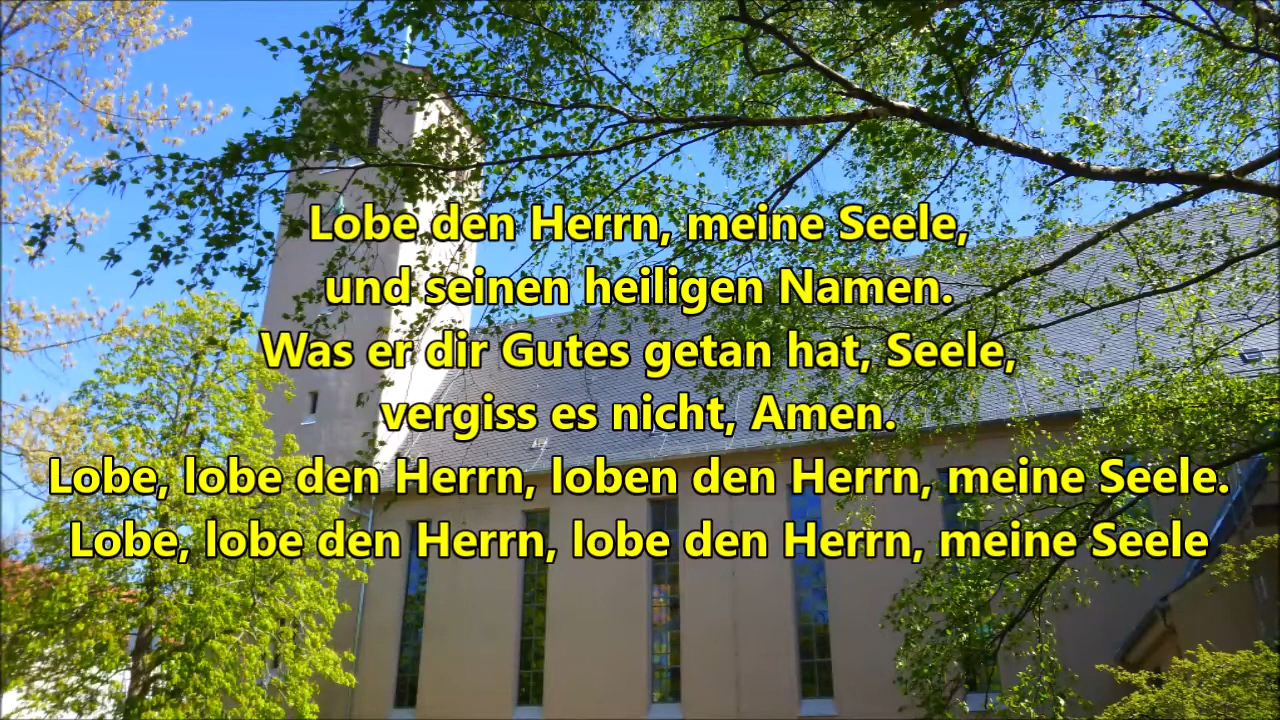 Lobe den Herrn, meine Seele,
und seinen heiligen Namen.
Was er dir Gutes getan hat, Seele,
vergiss es nicht, Amen.
Lobe, lobe den Herrn, loben den Herrn, meine Seele.
Lobe, lobe den Herrn, lobe den Herrn, meine Seele